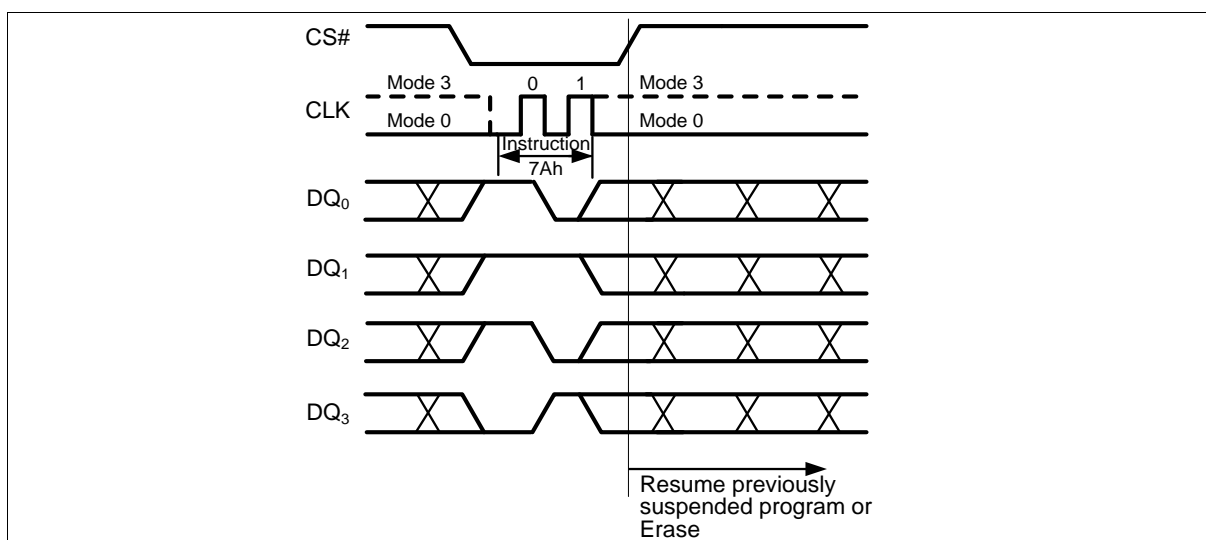 CS#
Mode 3 0 1 Mode 3
CLK
Mode 0 Mode 0
Instruction
7Ah
DQ₀
DQ₁
DQ₂
DQ₃
Resume previously
suspended program or
Erase